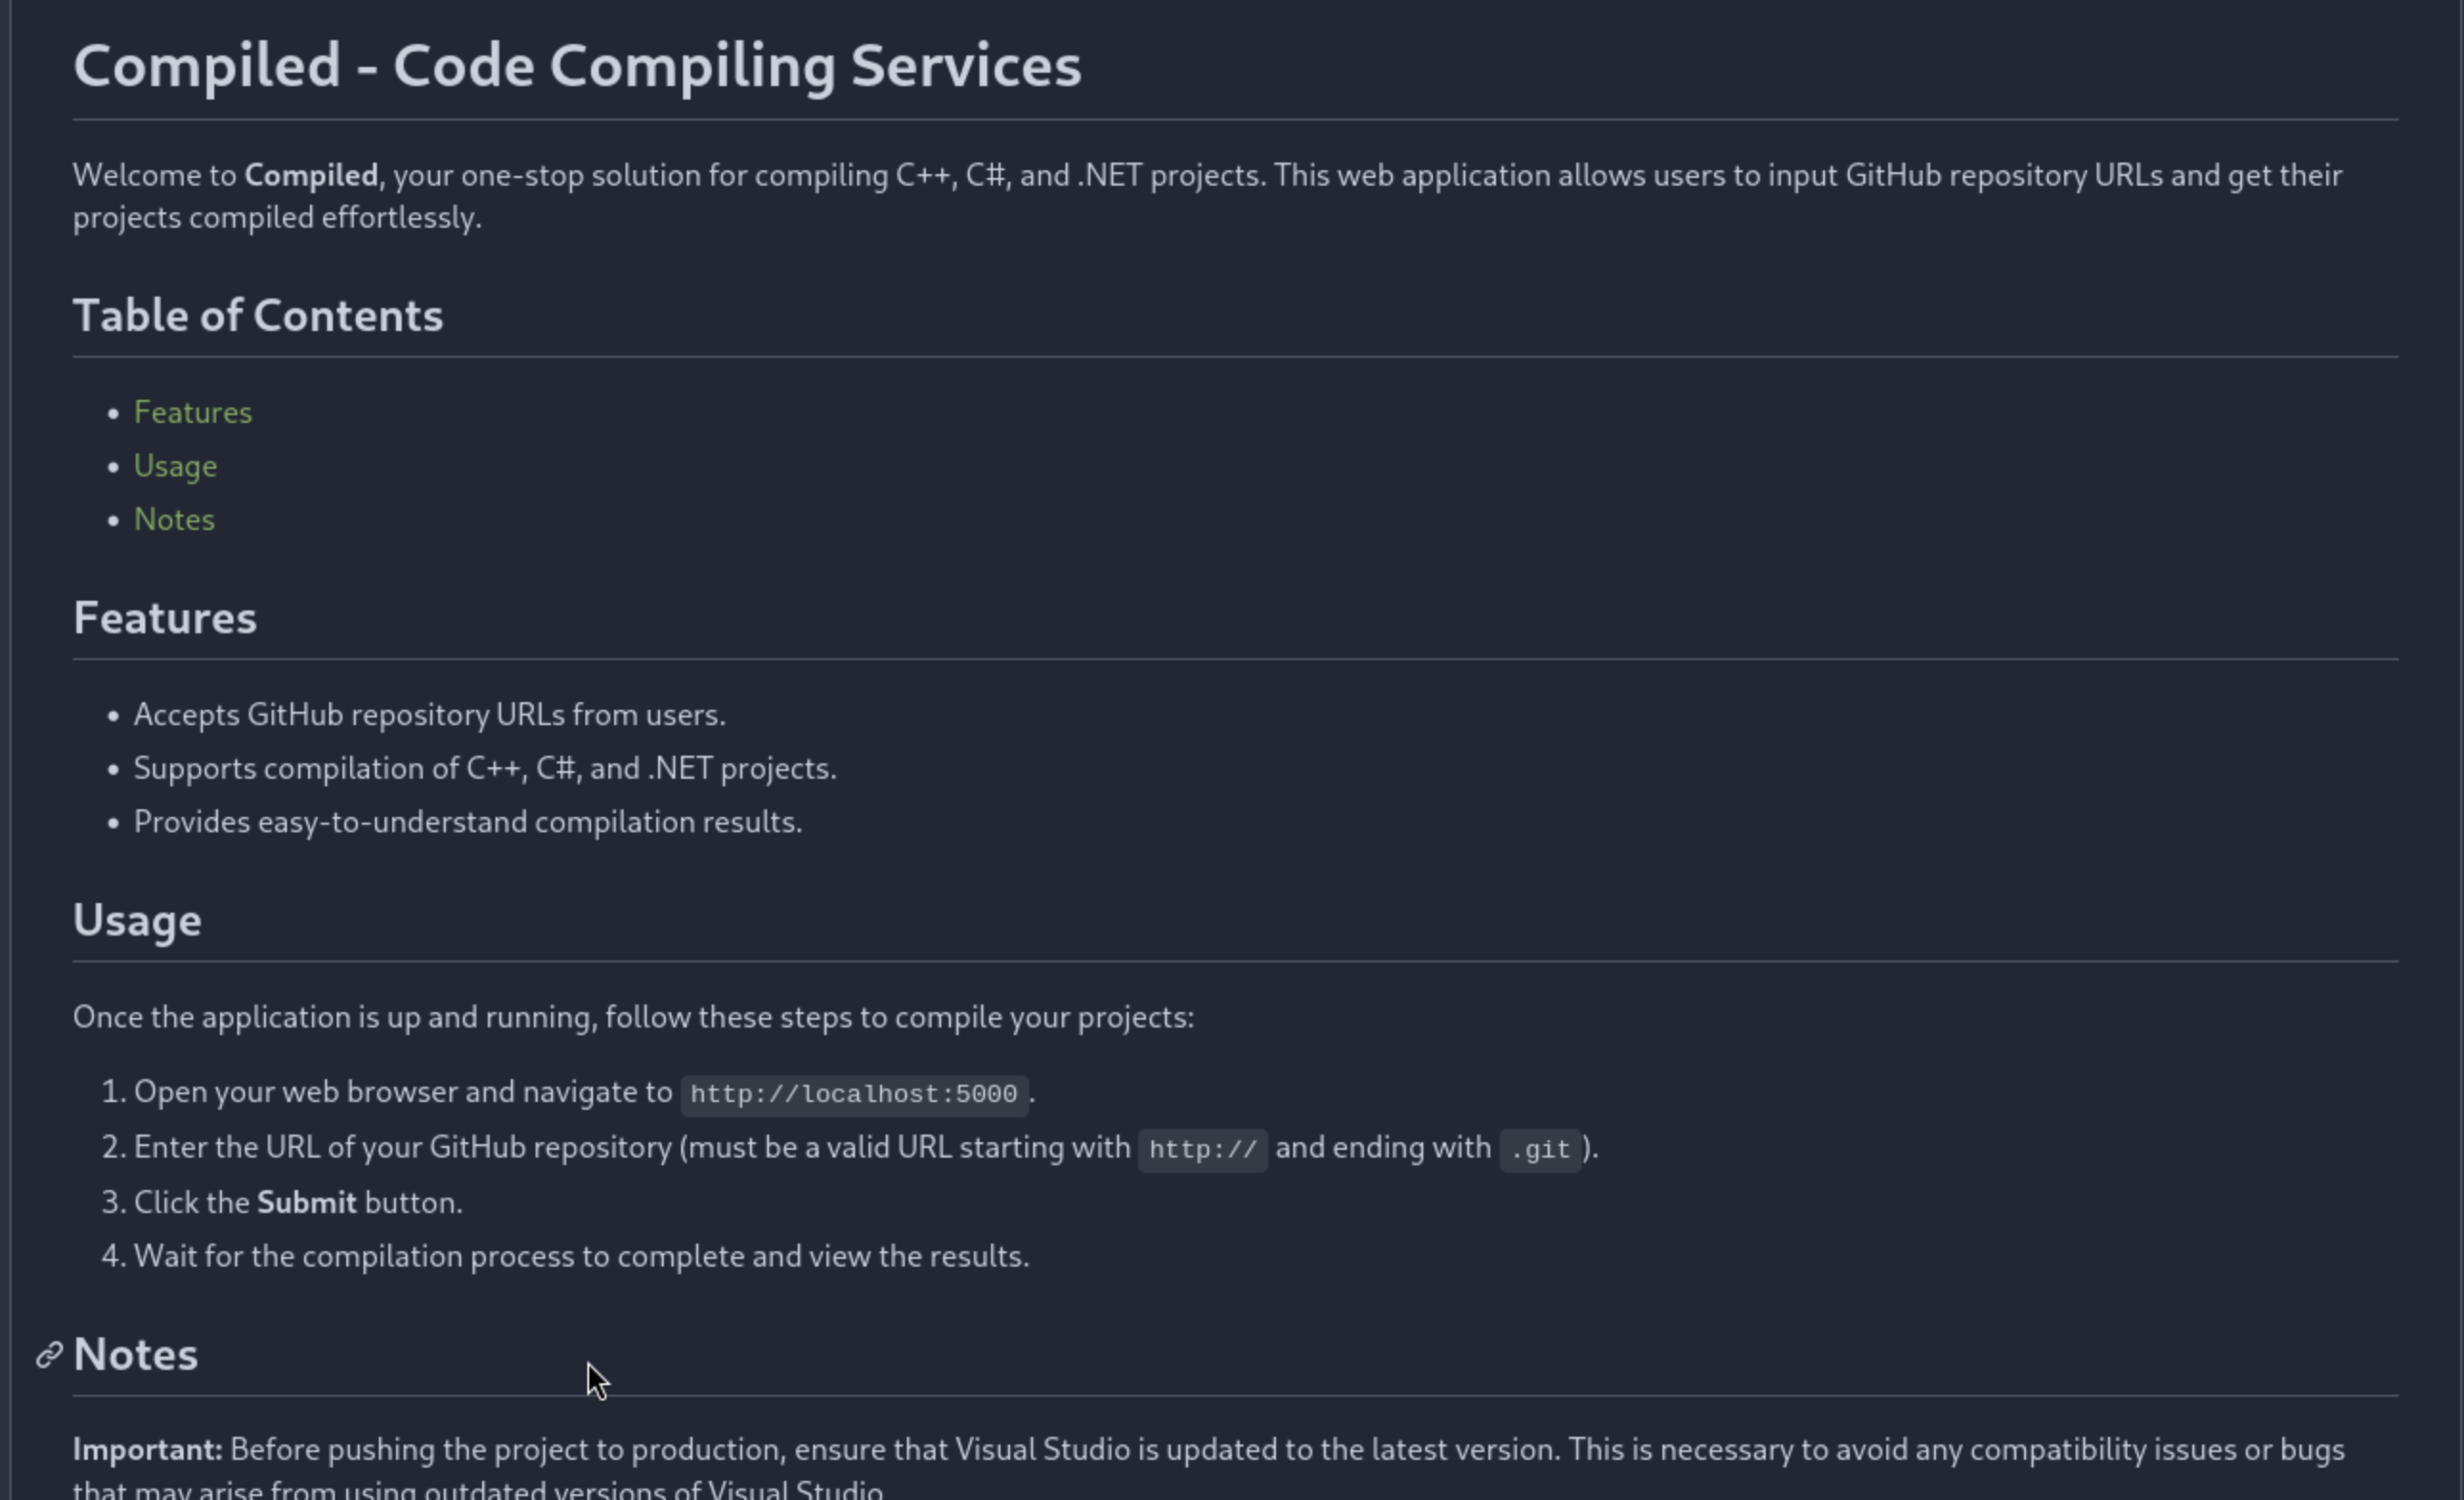 Compiled - Code Compiling Services
Welcome to Compiled, your one-stop solution for compiling C++, C#, and .NET projects. This web application allows users to input GitHub repository URLs and get their
projects compiled effortlessly.
Table of Contents
• Features
• Usage
• Notes
Features
• Accepts GitHub repository URLs from users.
• Supports compilation of C++, C#, and .NET projects.
• Provides easy-to-understand compilation results.
Usage
Once the application is up and running, follow these steps to compile your projects:
1. Open your web browser and navigate to http://localhost:5000.
2. Enter the URL of your GitHub repository (must be a valid URL starting with http:// and ending with .git).
3. Click the Submit button.
4. Wait for the compilation process to complete and view the results.
Notes
Important: Before pushing the project to production, ensure that Visual Studio is updated to the latest version. This is necessary to avoid any compatibility issues or bugs
that may arise from using outdated versions of Visual Studio